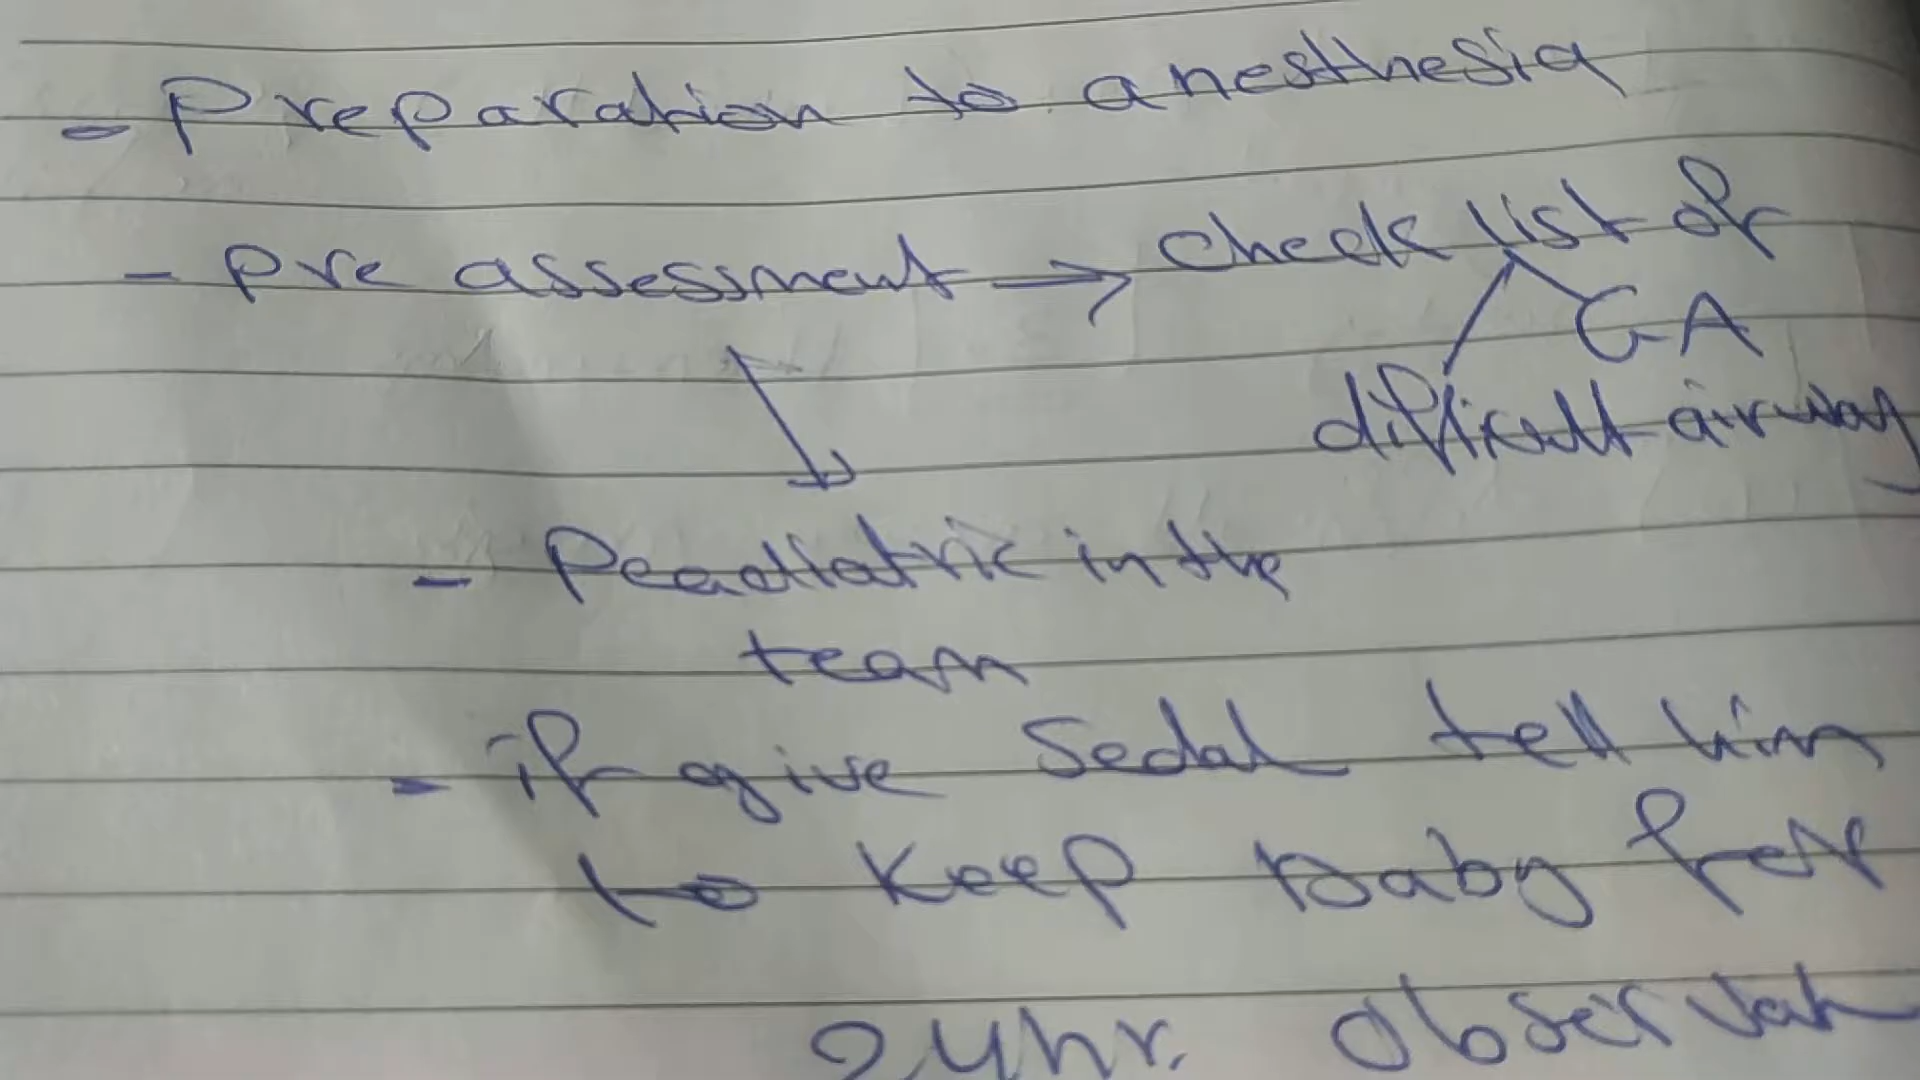 - Preparation to anesthesia
- pre assessment → check list of
GA
difficult airway
- Peadiatric in the
team
- if give Sedat tell him
to Keep baby for
24hr. observat